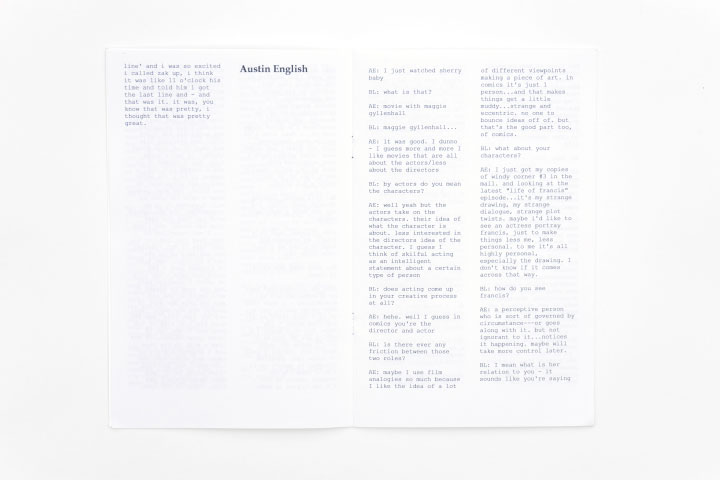 line' and i was so excited
i called zak up, i think
it was like 11 o'clock his
time and told him I got
the last line and - and
that was it. it was, you
know that was pretty, i
thought that was pretty
great.
Austin English
AE: I just watched sherry
baby
BL: what is that?
AE: movie with maggie
gyllenhall
BL: maggie gyllenhall...
AE: it was good. I dunno
- I guess more and more I
like movies that are all
about the actors/less
about the directors
BL: by actors do you mean
the characters?
AE: well yeah but the
actors take on the
characters. their idea of
what the character is
about. less interested in
the directors idea of the
character. I guess I
think of skilful acting
as an intelligent
statement about a certain
type of person
BL: does acting come up
in your creative process
at all?
AE: hehe. well I guess in
comics you're the
director and actor
BL: is there ever any
friction between those
two roles?
AE: maybe I use film
analogies so much because
I like the idea of a lot
of different viewpoints
making a piece of art. In
comics it's just 1
person...and that makes
things get a little
muddy...strange and
eccentric. no one to
bounce ideas off of. but
that's the good part too,
of comics.
BL: what about your
characters?
AE: I just got my copies
of windy corner #3 in the
mail. and looking at the
latest "life of francis"
episode...it's my strange
drawing, my strange
dialogue, strange plot
twists. maybe i'd like to
see an actress portray
francis, just to make
things less me, less
personal. to me it's all
highly personal,
especially the drawing. I
don't know if it comes
across that way.
BL: how do you see
francis?
AE: a perceptive person
who is sort of governed by
circumstance---or goes
along with it. but not
ignorant to it...notices
it happening. maybe will
take more control later.
BL: I mean what is her
relation to you - it
sounds like you're saying